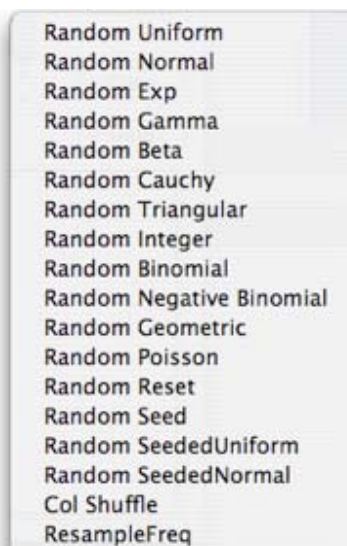 Random Uniform
Random Normal
Random Exp
Random Gamma
Random Beta
Random Cauchy
Random Triangular
Random Integer
Random Binomial
Random Negative Binomial
Random Geometric
Random Poisson
Random Reset
Random Seed
Random SeededUniform
Random SeededNormal
Col Shuffle
ResampleFreq